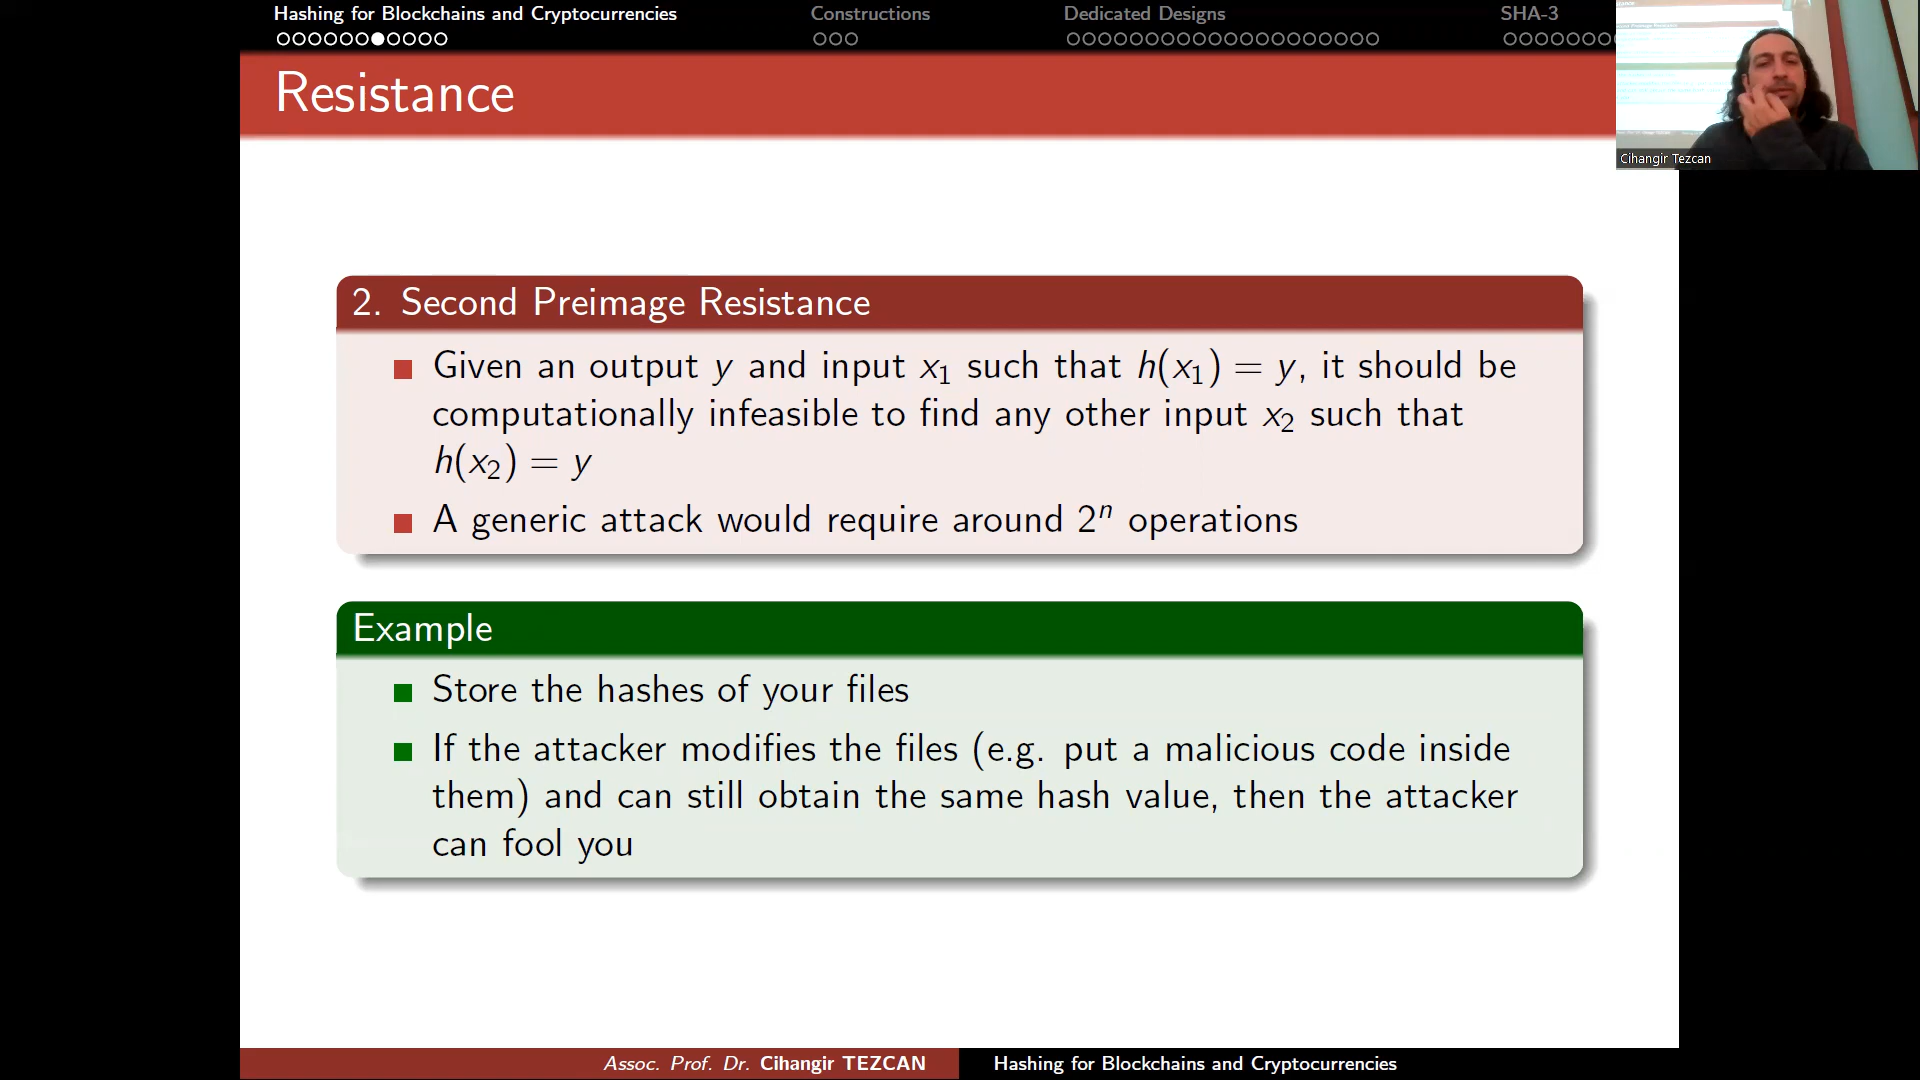 Hashing for Blockchains and Cryptocurrencies Constructions Dedicated Designs SHA-3
Resistance
Cihangir Tezcan
2. Second Preimage Resistance
Given an output y and input x₁ such that h(x₁) = y, it should be
computationally infeasible to find any other input x₂ such that
h(x₂) = y
A generic attack would require around 2ⁿ operations
Example
Store the hashes of your files
If the attacker modifies the files (e.g. put a malicious code inside
them) and can still obtain the same hash value, then the attacker
can fool you
Assoc. Prof. Dr. Cihangir TEZCAN Hashing for Blockchains and Cryptocurrencies